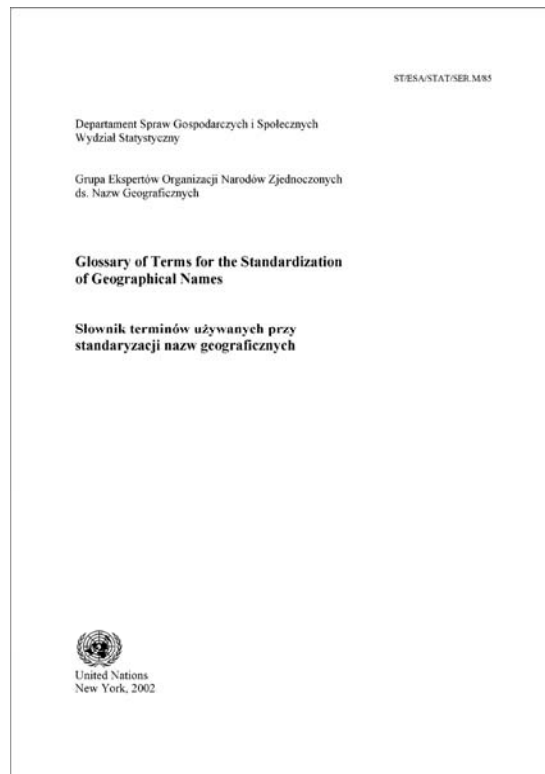 ST/ESA/STAT/SER.M/85
Departament Spraw Gospodarczych i Społecznych
Wydział Statystyczny
Grupa Ekspertów Organizacji Narodów Zjednoczonych
ds. Nazw Geograficznych
Glossary of Terms for the Standardization
of Geographical Names
Słownik terminów używanych przy
standaryzacji nazw geograficznych
United Nations
New York, 2002